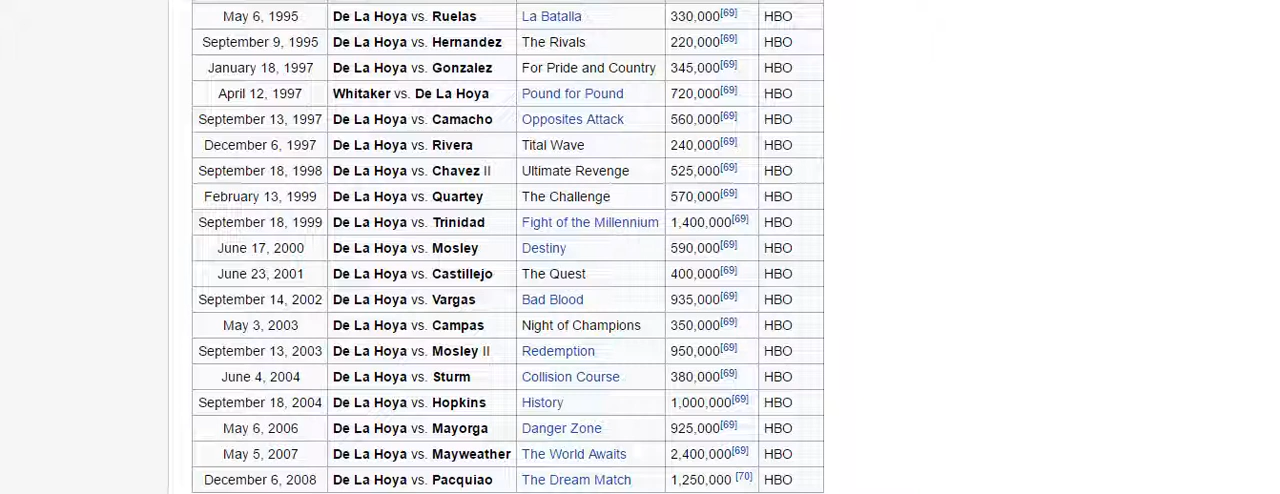 May 6, 1995 De La Hoya vs. Ruelas La Batalla 330,000[69] HBO
September 9, 1995 De La Hoya vs. Hernandez The Rivals 220,000[69] HBO
January 18, 1997 De La Hoya vs. Gonzalez For Pride and Country 345,000[69] HBO
April 12, 1997 Whitaker vs. De La Hoya Pound for Pound 720,000[69] HBO
September 13, 1997 De La Hoya vs. Camacho Opposites Attack 560,000[69] HBO
December 6, 1997 De La Hoya vs. Rivera Tital Wave 240,000[69] HBO
September 18, 1998 De La Hoya vs. Chavez II Ultimate Revenge 525,000[69] HBO
February 13, 1999 De La Hoya vs. Quartey The Challenge 570,000[69] HBO
September 18, 1999 De La Hoya vs. Trinidad Fight of the Millennium 1,400,000[69] HBO
June 17, 2000 De La Hoya vs. Mosley Destiny 590,000[69] HBO
June 23, 2001 De La Hoya vs. Castillejo The Quest 400,000[69] HBO
September 14, 2002 De La Hoya vs. Vargas Bad Blood 935,000[69] HBO
May 3, 2003 De La Hoya vs. Campas Night of Champions 350,000[69] HBO
September 13, 2003 De La Hoya vs. Mosley II Redemption 950,000[69] HBO
June 4, 2004 De La Hoya vs. Sturm Collision Course 380,000[69] HBO
September 18, 2004 De La Hoya vs. Hopkins History 1,000,000[69] HBO
May 6, 2006 De La Hoya vs. Mayorga Danger Zone 925,000[69] HBO
May 5, 2007 De La Hoya vs. Mayweather The World Awaits 2,400,000[69] HBO
December 6, 2008 De La Hoya vs. Pacquiao The Dream Match 1,250,000 [70] HBO